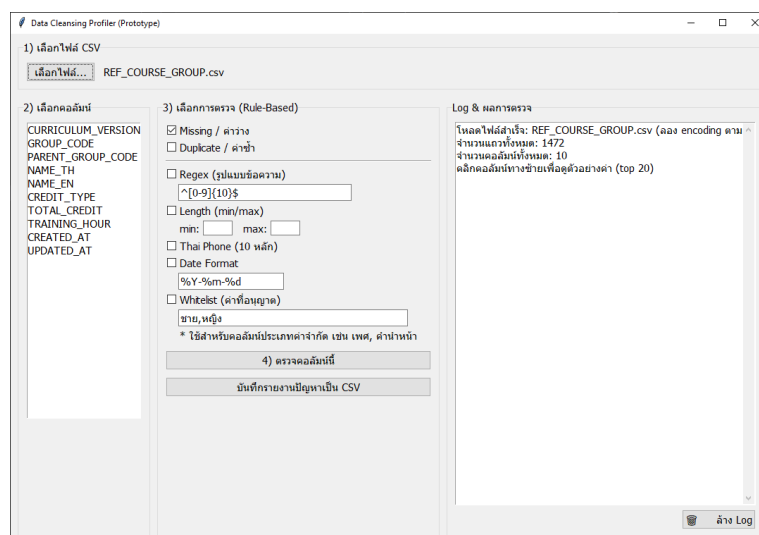 Data Cleansing Profiler (Prototype)
1) เลือกไฟล์ CSV
เลือกไฟล์... REF_COURSE_GROUP.csv
2) เลือกคอลัมน์
CURRICULUM_VERSION
GROUP_CODE
PARENT_GROUP_CODE
NAME_TH
NAME_EN
CREDIT_TYPE
TOTAL_CREDIT
TRAINING_HOUR
CREATED_AT
UPDATED_AT
3) เลือกการตรวจ (Rule-Based)
Missing / ค่าว่าง
Duplicate / ค่าซ้ำ
Regex (รูปแบบข้อความ)
^[0-9]{10}$
Length (min/max)
min: max:
Thai Phone (10 หลัก)
Date Format
%Y-%m-%d
Whitelist (ค่าที่อนุญาต)
ชาย,หญิง
* ใช้สำหรับคอลัมน์ประเภทค่าจำกัด เช่น เพศ, คำนำหน้า
4) ตรวจคอลัมน์นี้
บันทึกรายงานปัญหาเป็น CSV
Log & ผลการตรวจ
โหลดไฟล์สำเร็จ: REF_COURSE_GROUP.csv (ลอง encoding ตาม
จำนวนแถวทั้งหมด: 1472
จำนวนคอลัมน์ทั้งหมด: 10
คลิกคอลัมน์ทางซ้ายเพื่อดูตัวอย่างค่า (top 20)
ล้าง Log